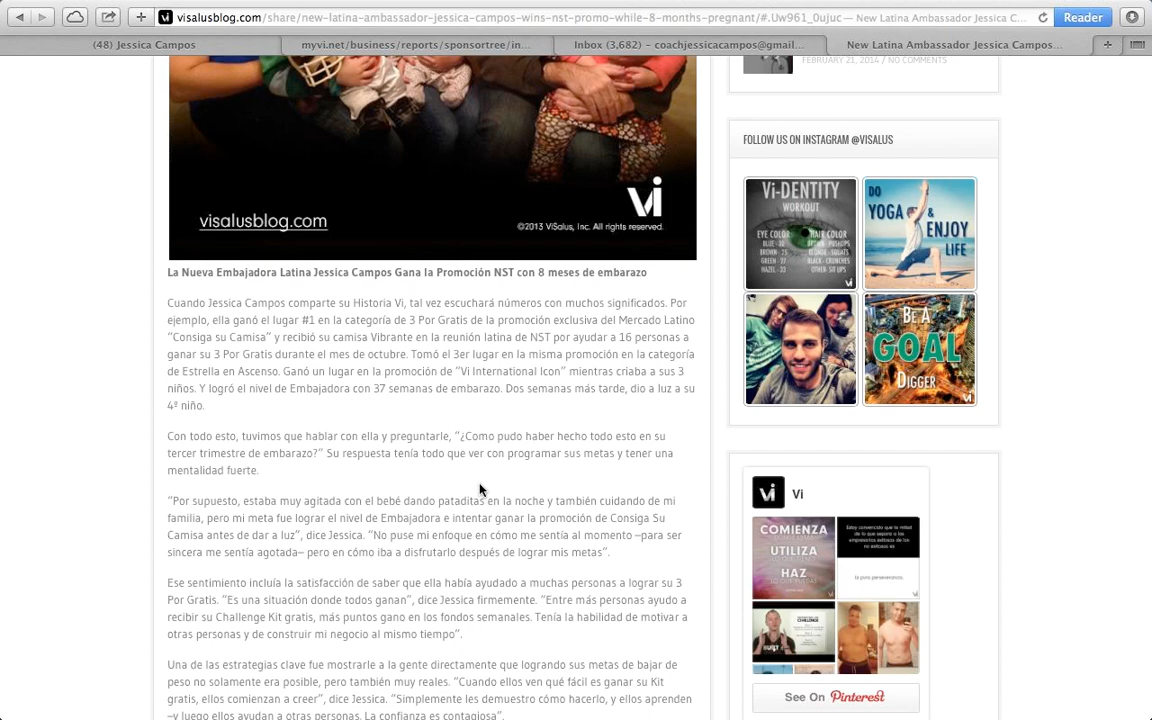 visalusblog.com/share/new-latina-ambassador-jessica-campos-wins-nst-promo-while-8-months-pregnant/#.Uw961_0ujuc — New Latina Ambassador Jessica C...
Reader
(48) Jessica Campos
myvi.net/business/reports/sponsortree/in...
Inbox (3,682) – coachjessicacampos@gmail...
New Latina Ambassador Jessica Campos...
visalusblog.com
vi
©2013 ViSalus, Inc. All rights reserved.
La Nueva Embajadora Latina Jessica Campos Gana la Promoción NST con 8 meses de embarazo
Cuando Jessica Campos comparte su Historia Vi, tal vez escuchará números con muchos significados. Por
ejemplo, ella ganó el lugar #1 en la categoría de 3 Por Gratis de la promoción exclusiva del Mercado Latino
“Consiga su Camisa” y recibió su camisa Vibrante en la reunión latina de NST por ayudar a 16 personas a
ganar su 3 Por Gratis durante el mes de octubre. Tomó el 3er lugar en la misma promoción en la categoría
de Estrella en Ascenso. Ganó un lugar en la promoción de “Vi International Icon” mientras criaba a sus 3
niños. Y logró el nivel de Embajadora con 37 semanas de embarazo. Dos semanas más tarde, dio a luz a su
4º niño.
Con todo esto, tuvimos que hablar con ella y preguntarle, “¿Como pudo haber hecho todo esto en su
tercer trimestre de embarazo?” Su respuesta tenía todo que ver con programar sus metas y tener una
mentalidad fuerte.
“Por supuesto, estaba muy agitada con el bebé dando pataditas en la noche y también cuidando de mi
familia, pero mi meta fue lograr el nivel de Embajadora e intentar ganar la promoción de Consiga Su
Camisa antes de dar a luz”, dice Jessica. “No puse mi enfoque en cómo me sentía al momento –para ser
sincera me sentía agotada– pero en cómo iba a disfrutarlo después de lograr mis metas”.
Ese sentimiento incluía la satisfacción de saber que ella había ayudado a muchas personas a lograr su 3
Por Gratis. “Es una situación donde todos ganan”, dice Jessica firmemente. “Entre más personas ayudo a
recibir su Challenge Kit gratis, más puntos gano en los fondos semanales. Tenía la habilidad de motivar a
otras personas y de construir mi negocio al mismo tiempo”.
Una de las estrategias clave fue mostrarle a la gente directamente que logrando sus metas de bajar de
peso no solamente era posible, pero también muy reales. “Cuando ellos ven qué fácil es ganar su Kit
gratis, ellos comienzan a creer”, dice Jessica. “Simplemente les demuestro cómo hacerlo, y ellos aprenden
–y luego ellos ayudan a otras personas. La confianza es contagiosa”.
FEBRUARY 21, 2014 / NO COMMENTS
FOLLOW US ON INSTAGRAM @VISALUS
Vi-DENTITY
WORKOUT
EYE COLOR
HAIR COLOR
DO
YOGA
&
ENJOY
LIFE
BE A
GOAL
DIGGER
Vi
COMIENZA
UTILIZA
HAZ
See On Pinterest